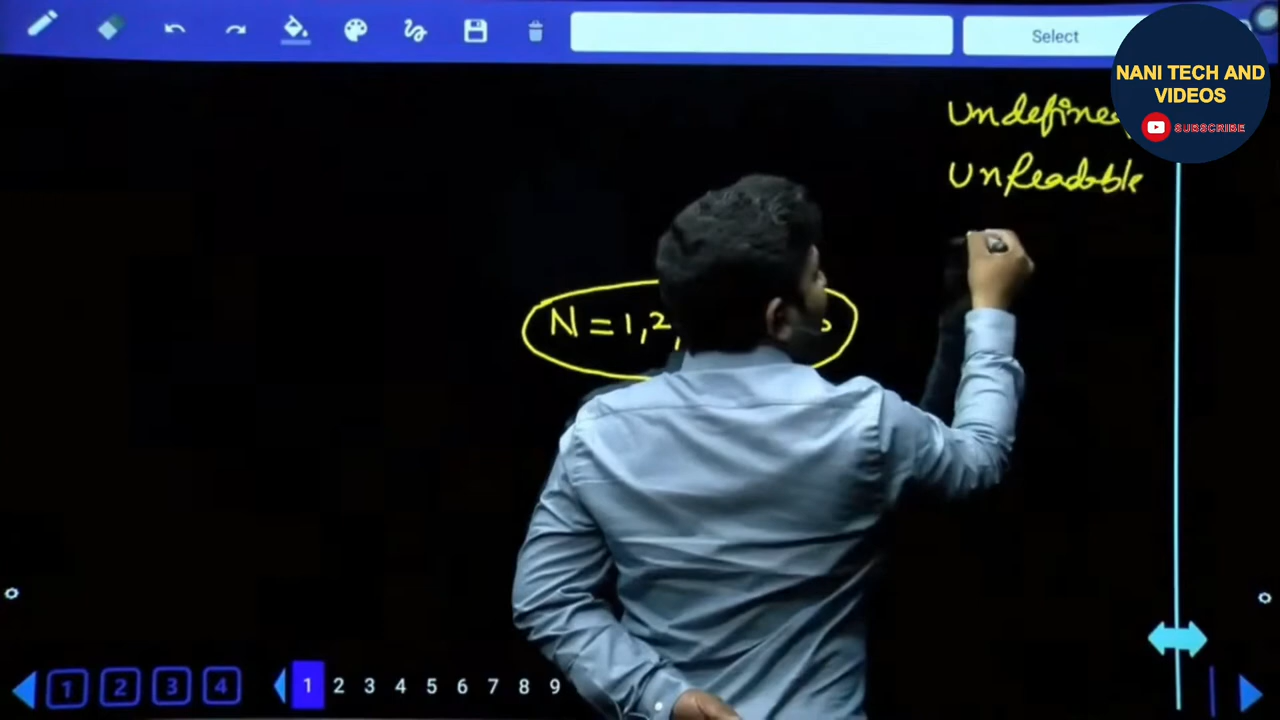 Select
NANI TECH AND
VIDEOS
SUBSCRIBE
Undefined
UnReadable
N = 1, 2,
1 2 3 4
1 2 3 4 5 6 7 8 9